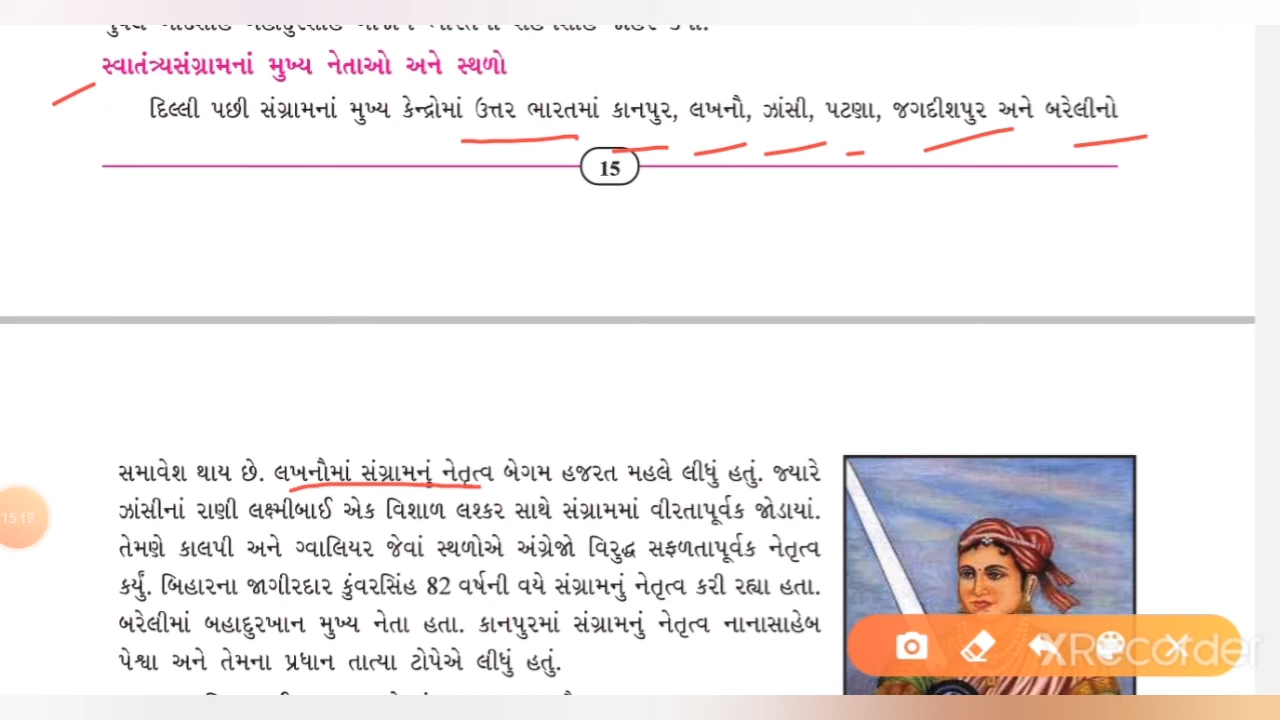 સ્વાતંત્ર્યસંગ્રામનાં મુખ્ય નેતાઓ અને સ્થળો
દિલ્લી પછી સંગ્રામનાં મુખ્ય કેન્દ્રોમાં ઉત્તર ભારતમાં કાનપુર, લખનૌ, ઝાંસી, પટણા, જગદીશપુર અને બરેલીનો
15
સમાવેશ થાય છે. લખનૌમાં સંગ્રામનું નેતૃત્વ બેગમ હજરત મહલે લીધું હતું. જ્યારે
ઝાંસીનાં રાણી લક્ષ્મીબાઈ એક વિશાળ લશ્કર સાથે સંગ્રામમાં વીરતાપૂર્વક જોડાયાં.
તેમણે કાલપી અને ગ્વાલિયર જેવાં સ્થળોએ અંગ્રેજો વિરુદ્ધ સફળતાપૂર્વક નેતૃત્વ
કર્યું. બિહારના જાગીરદાર કુંવરસિંહ 82 વર્ષની વયે સંગ્રામનું નેતૃત્વ કરી રહ્યા હતા.
બરેલીમાં બહાદુરખાન મુખ્ય નેતા હતા. કાનપુરમાં સંગ્રામનું નેતૃત્વ નાનાસાહેબ
પેશ્વા અને તેમના પ્રધાન તાત્યા ટોપેએ લીધું હતું.
15:18
XRecorder